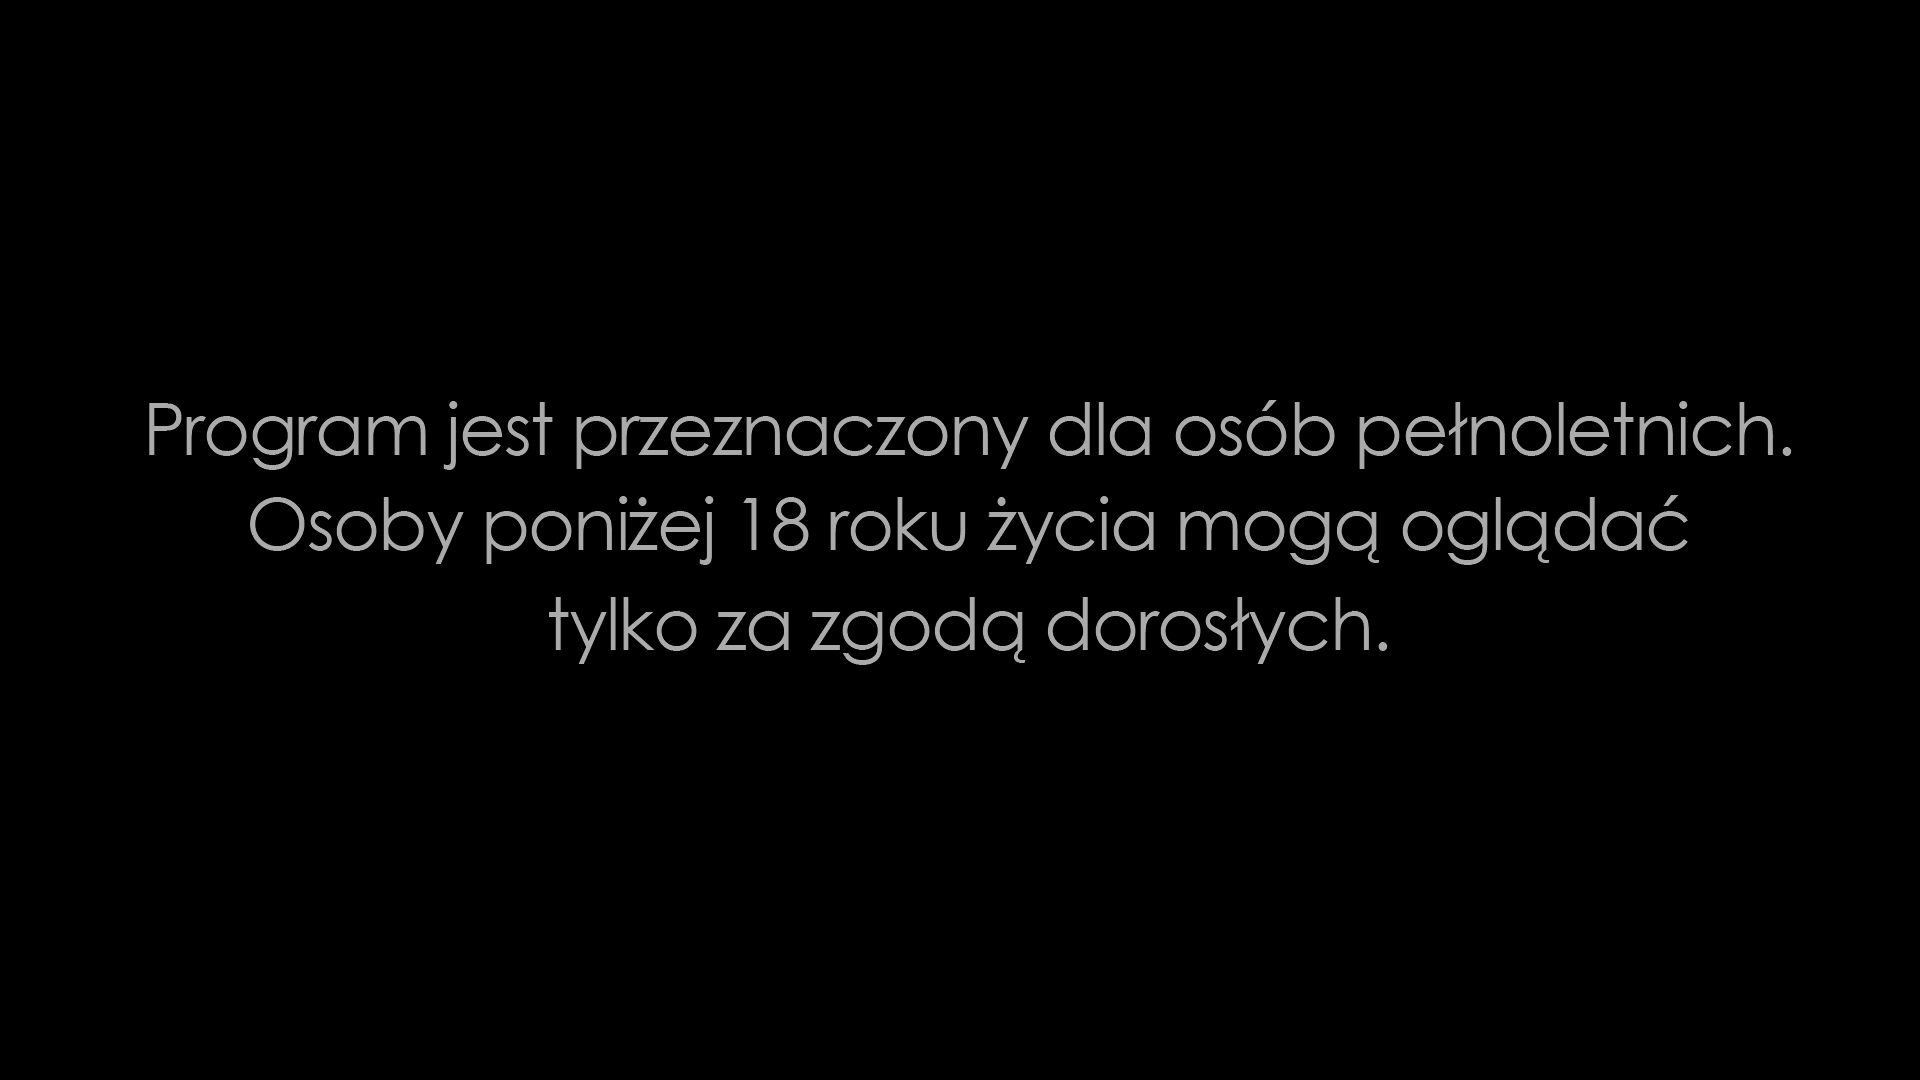 Program jest przeznaczony dla osób pełnoletnich.
Osoby poniżej 18 roku życia mogą oglądać
tylko za zgodą dorosłych.